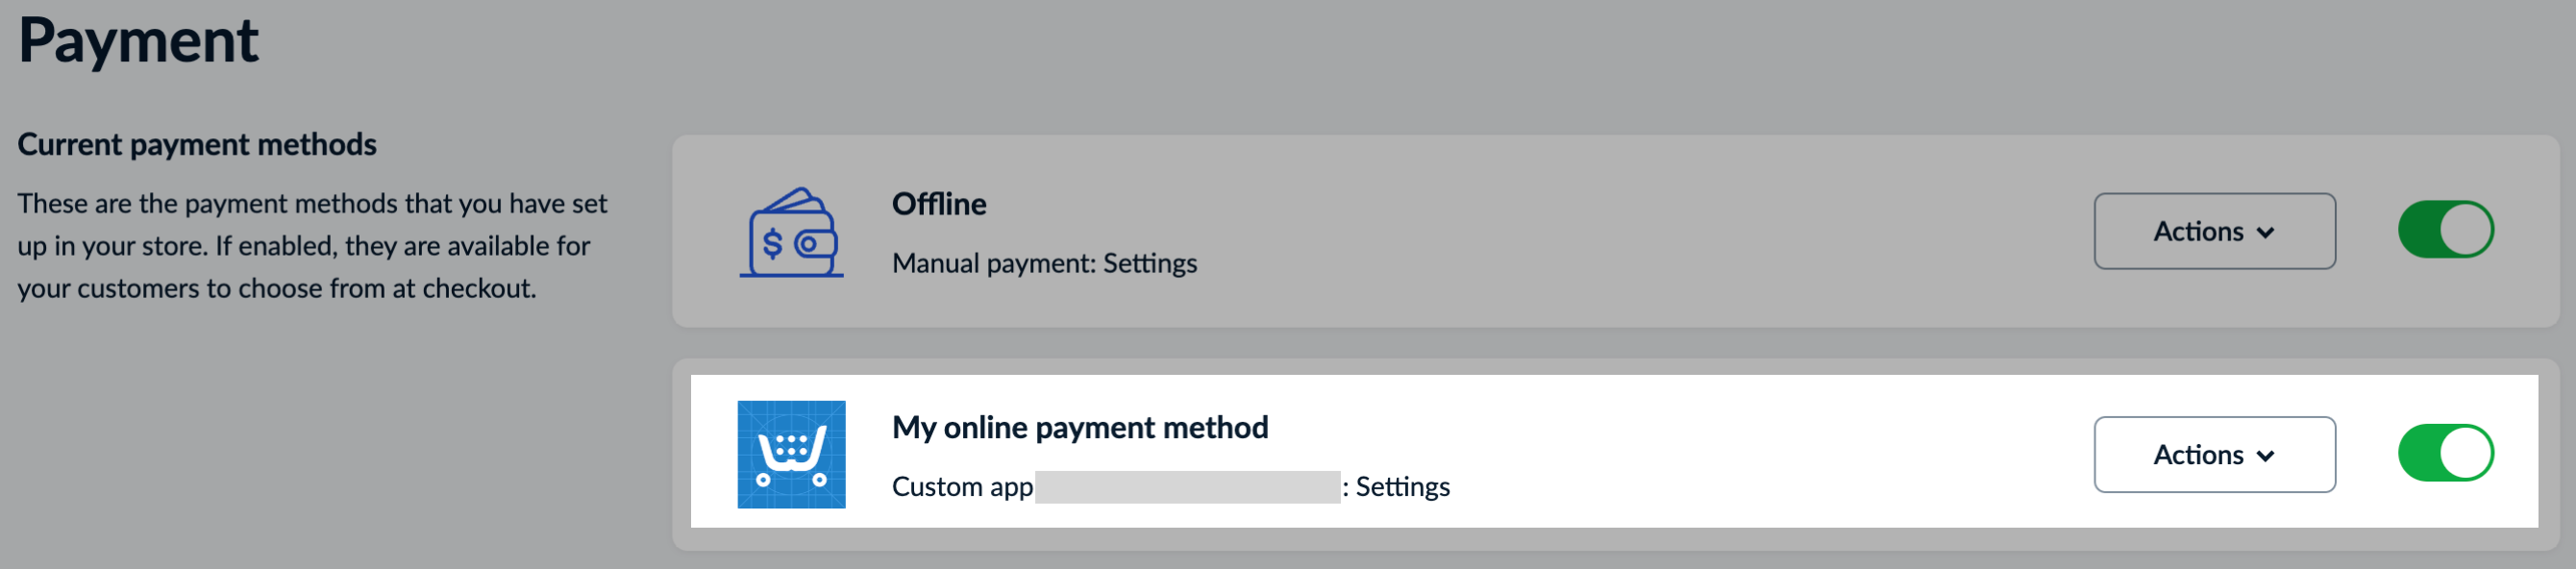 Payment
Current payment methods
These are the payment methods that you have set
up in your store. If enabled, they are available for
your customers to choose from at checkout.
Offline
Manual payment: Settings
Actions
My online payment method
Custom app : Settings
Actions